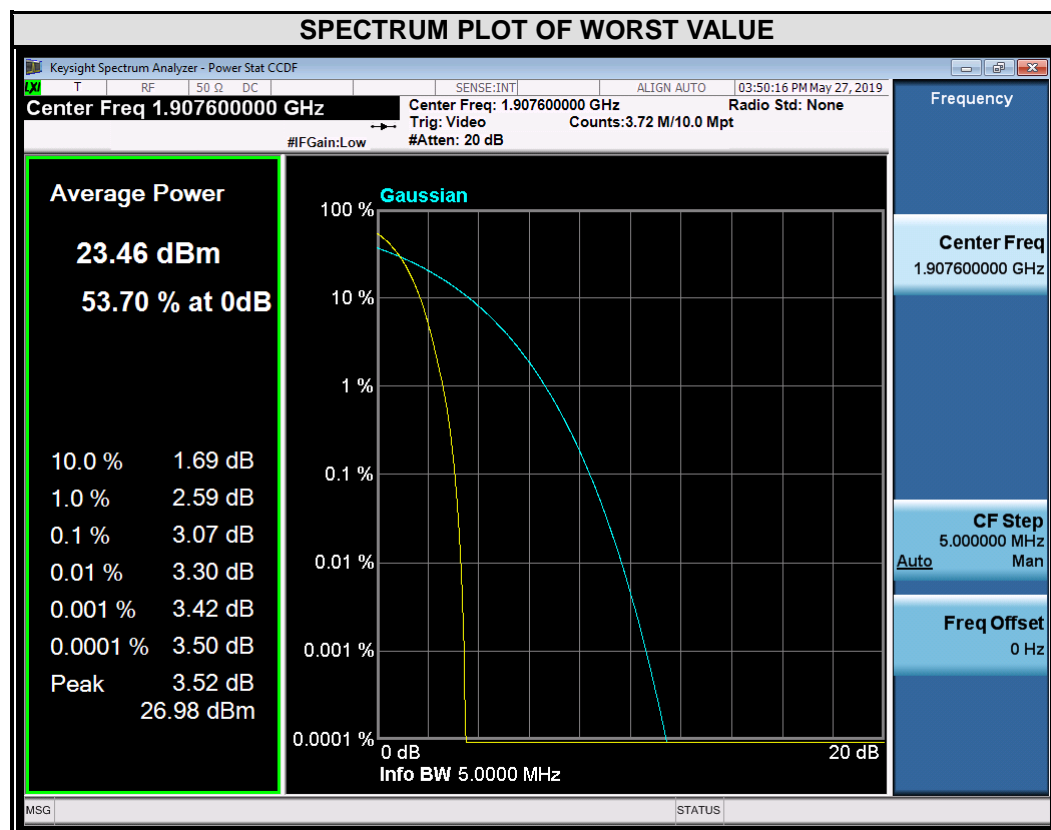 SPECTRUM PLOT OF WORST VALUE
Keysight Spectrum Analyzer - Power Stat CCDF
LXI T RF 50 Ω DC SENSE:INT ALIGN AUTO 03:50:16 PM May 27, 2019
Center Freq 1.907600000 GHz
#IFGain:Low
Center Freq: 1.907600000 GHz Radio Std: None
Trig: Video Counts:3.72 M/10.0 Mpt
#Atten: 20 dB
Average Power
23.46 dBm
53.70 % at 0dB
10.0 % 1.69 dB
1.0 % 2.59 dB
0.1 % 3.07 dB
0.01 % 3.30 dB
0.001 % 3.42 dB
0.0001 % 3.50 dB
Peak 3.52 dB
26.98 dBm
Gaussian
100 %
10 %
1 %
0.1 %
0.01 %
0.001 %
0.0001 %
0 dB 20 dB
Info BW 5.0000 MHz
Frequency
Center Freq
1.907600000 GHz
CF Step
5.000000 MHz
Auto Man
Freq Offset
0 Hz
MSG STATUS